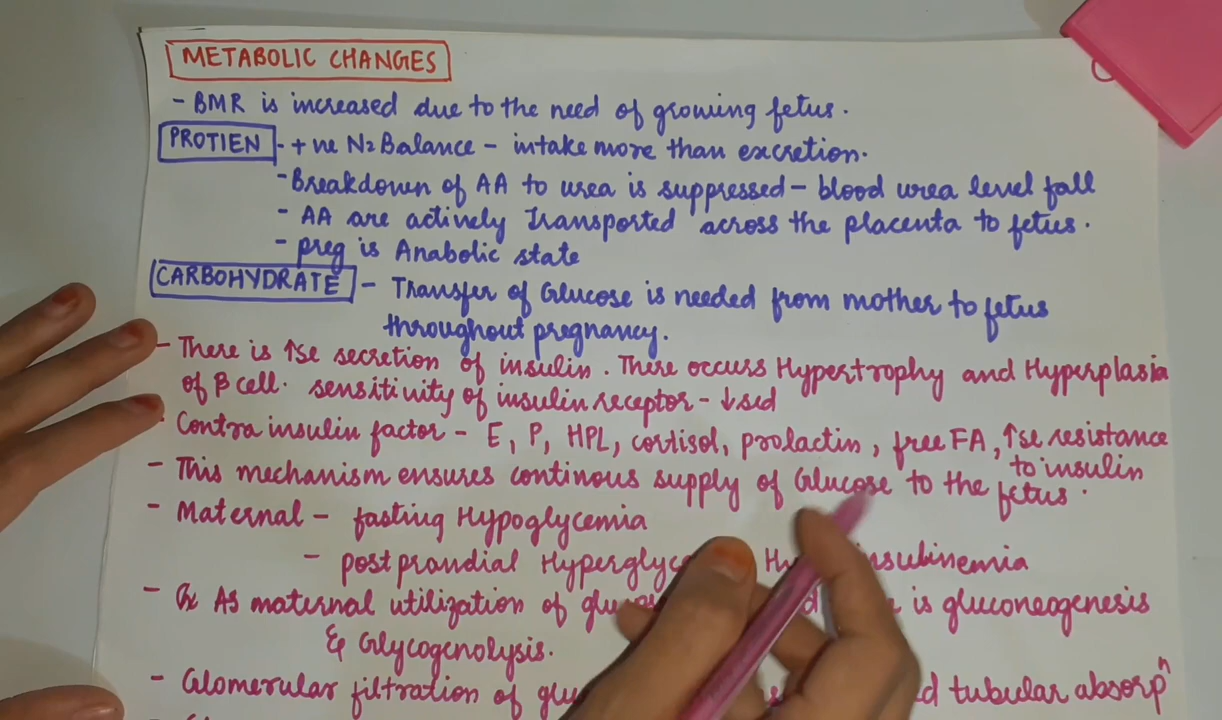 METABOLIC CHANGES
- BMR is increased due to the need of growing fetus.
PROTIEN - +ve N2 Balance - intake more than excretion.
- Breakdown of AA to urea is suppressed - blood urea level fall
- AA are actively transported across the placenta to fetus.
- preg is Anabolic state
CARBOHYDRATE - Transfer of Glucose is needed from mother to fetus
throughout pregnancy.
- There is ↑se secretion of insulin. There occurs Hypertrophy and Hyperplasia
of β cell. sensitivity of insulin receptor - ↓sed
- Contra insulin factor - E, P, HPL, cortisol, prolactin, free FA, ↑se resistance
to insulin
- This mechanism ensures continous supply of Glucose to the fetus.
- Maternal - fasting Hypoglycemia
- post prandial
- As maternal utilization of is gluconeogenesis
& Glycogenolysis.
- Glomerular filtration of tubular absorpn